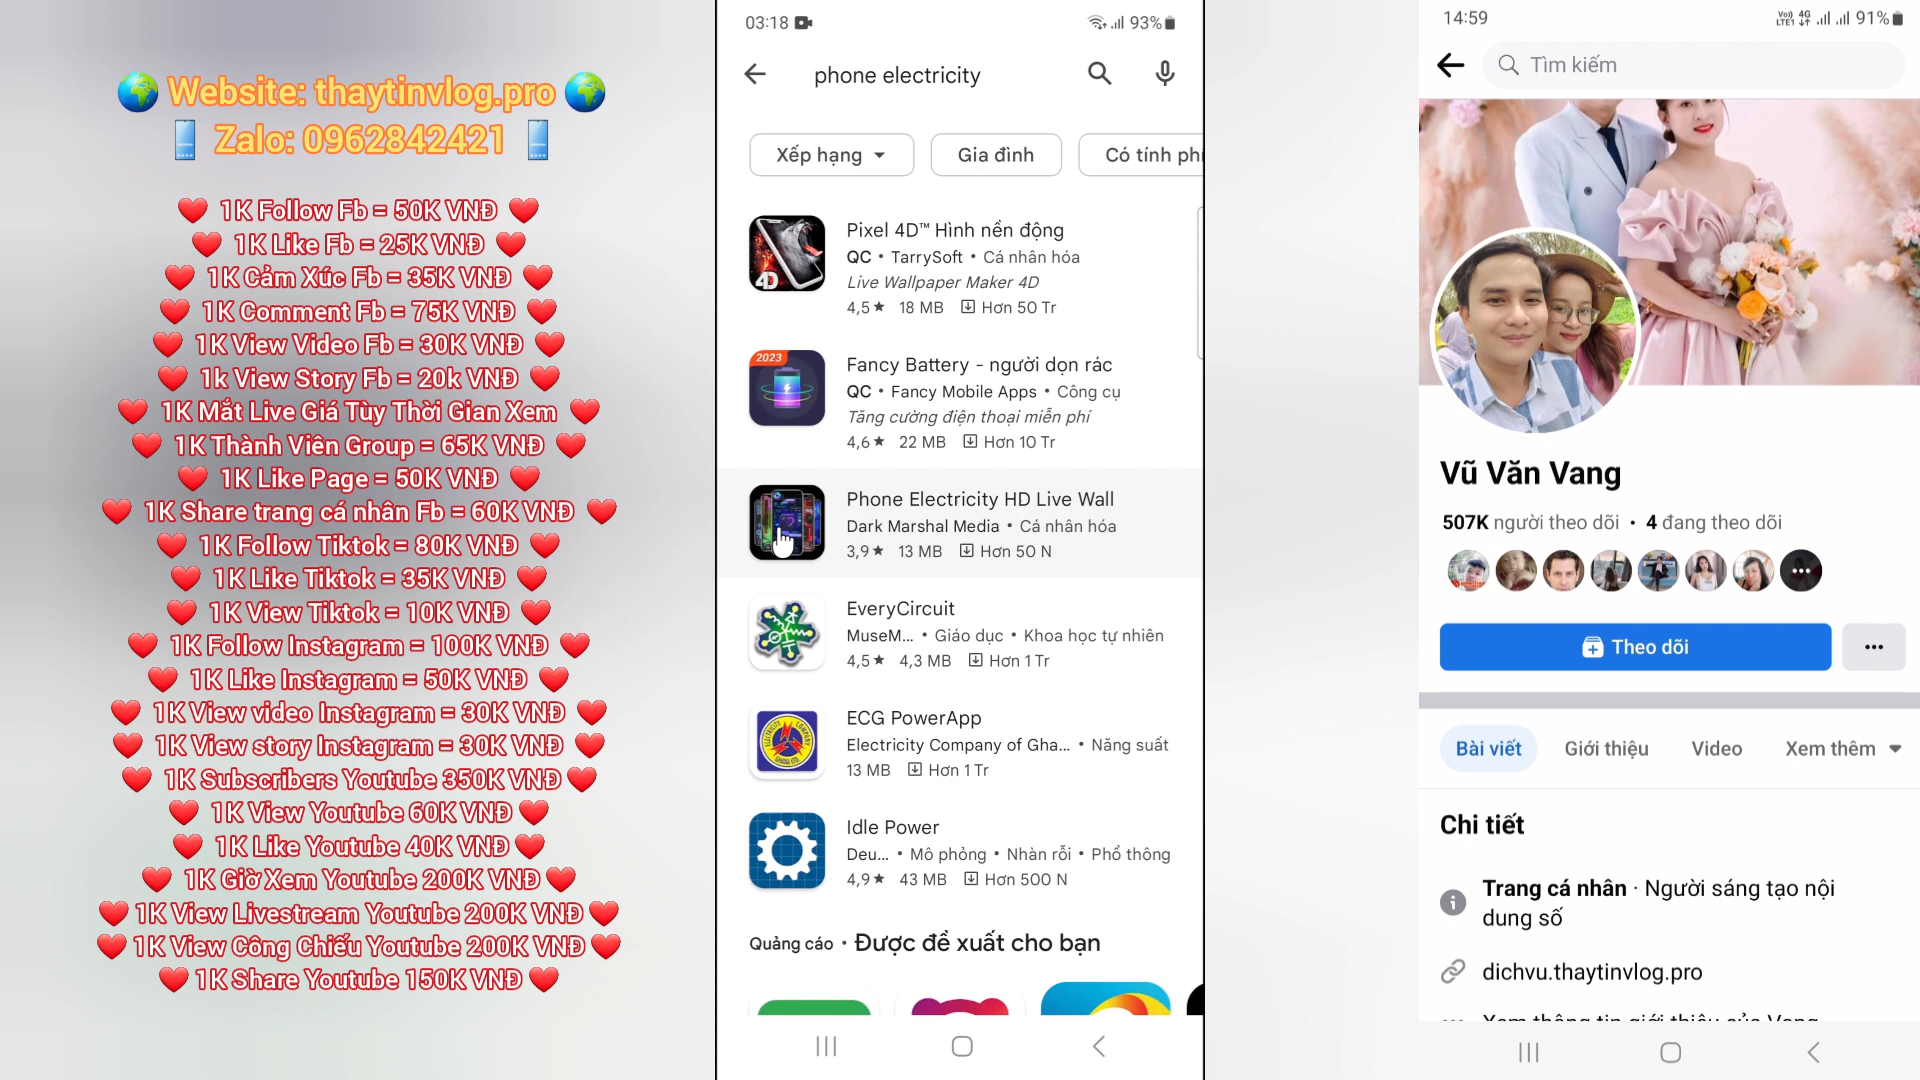 Website: thaytinvlog.pro
Zalo: 0962842421
1K Follow Fb = 50K VNĐ
1K Like Fb = 25K VNĐ
1K Cảm Xúc Fb = 35K VNĐ
1K Comment Fb = 75K VNĐ
1K View Video Fb = 30K VNĐ
1k View Story Fb = 20k VNĐ
1K Mắt Live Giá Tùy Thời Gian Xem
1K Thành Viên Group = 65K VNĐ
1K Like Page = 50K VNĐ
1K Share trang cá nhân Fb = 60K VNĐ
1K Follow Tiktok = 80K VNĐ
1K Like Tiktok = 35K VNĐ
1K View Tiktok = 10K VNĐ
1K Follow Instagram = 100K VNĐ
1K Like Instagram = 50K VNĐ
1K View video Instagram = 30K VNĐ
1K View story Instagram = 30K VNĐ
1K Subscribers Youtube 350K VNĐ
1K View Youtube 60K VNĐ
1K Like Youtube 40K VNĐ
1K Giờ Xem Youtube 200K VNĐ
1K View Livestream Youtube 200K VNĐ
1K View Công Chiếu Youtube 200K VNĐ
1K Share Youtube 150K VNĐ
03:18 93%
phone electricity
Xếp hạng Gia đình Có tính phí
4D
Pixel 4D™ Hình nền động
QC • TarrySoft • Cá nhân hóa
Live Wallpaper Maker 4D
4,5★ 18 MB Hơn 50 Tr
2023
Fancy Battery - người dọn rác
QC • Fancy Mobile Apps • Công cụ
Tăng cường điện thoại miễn phí
4,6★ 22 MB Hơn 10 Tr
Phone Electricity HD Live Wall
Dark Marshal Media • Cá nhân hóa
3,9★ 13 MB Hơn 50 N
EveryCircuit
MuseM... • Giáo dục • Khoa học tự nhiên
4,5★ 4,3 MB Hơn 1 Tr
ECG PowerApp
Electricity Company of Gha... • Năng suất
13 MB Hơn 1 Tr
Idle Power
Deu... • Mô phỏng • Nhàn rỗi • Phổ thông
4,9★ 43 MB Hơn 500 N
Quảng cáo • Được đề xuất cho bạn
14:59 91%
Tìm kiếm
Vũ Văn Vang
507K người theo dõi • 4 đang theo dõi
Theo dõi
Bài viết Giới thiệu Video Xem thêm
Chi tiết
Trang cá nhân · Người sáng tạo nội
dung số
dichvu.thaytinvlog.pro
Xem thông tin giới thiệu của Vang